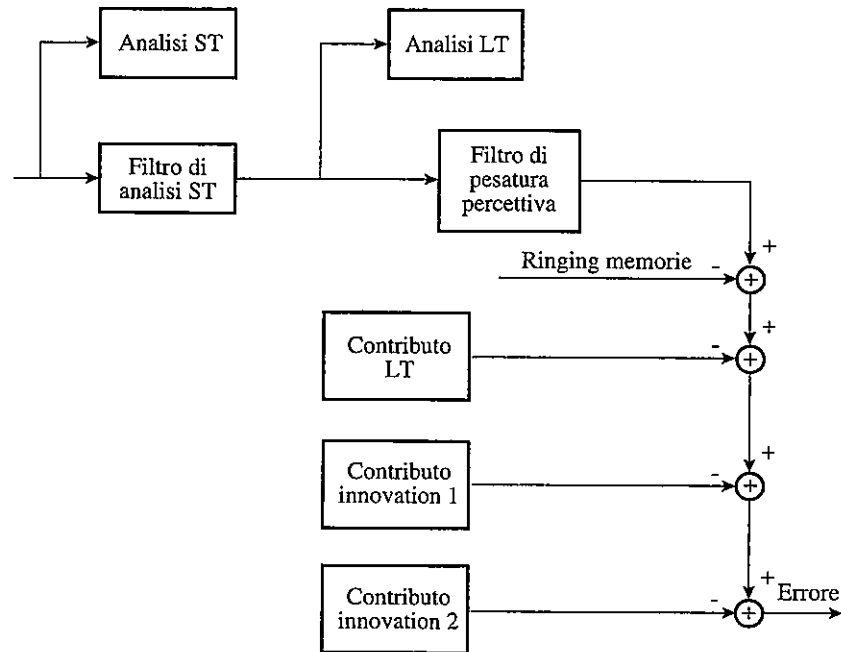 Analisi ST
Analisi LT
Filtro di
analisi ST
Filtro di
pesatura
percettiva
+
Ringing memorie
-
+
+
Contributo
LT
-
+
+
Contributo
innovation 1
-
+
+
Contributo
innovation 2
-
+
+
Errore